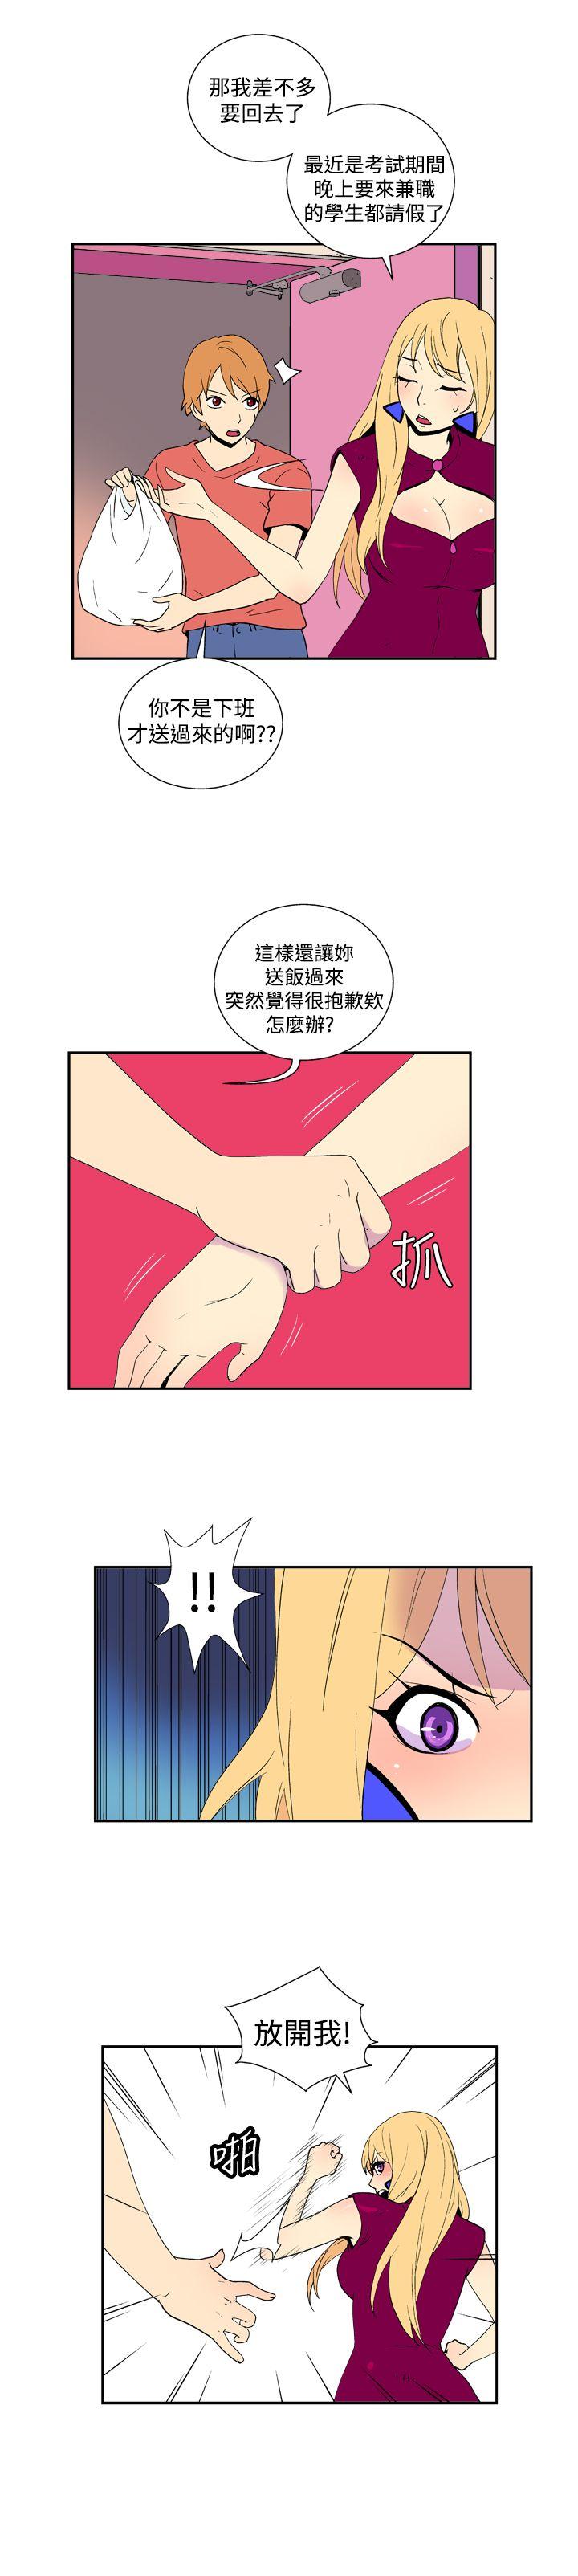 那我差不多
要回去了
最近是考試期間
晚上要來兼職
的學生都請假了
你不是下班
才送過來的啊??
這樣還讓妳
送飯過來
突然覺得很抱歉欸
怎麼辦?
抓
!!
放開我!
啪